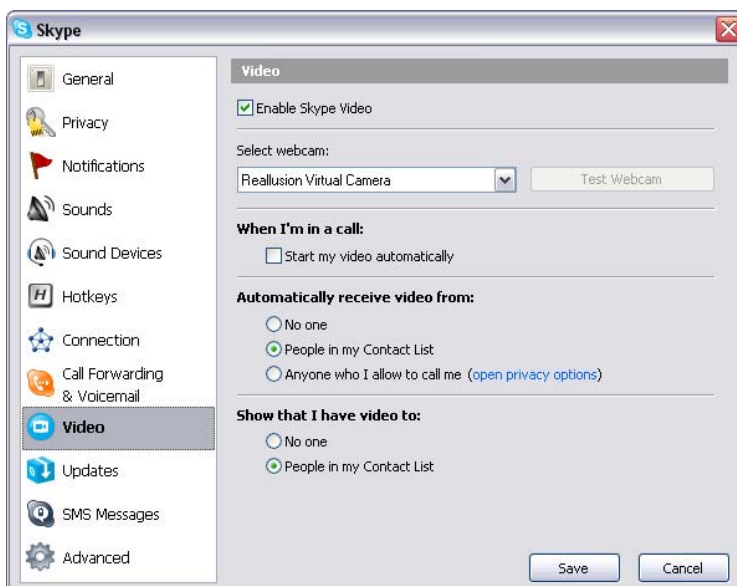 Skype
General
Privacy
Notifications
Sounds
Sound Devices
H Hotkeys
Connection
Call Forwarding
& Voicemail
Video
Updates
SMS Messages
Advanced
Video
Enable Skype Video
Select webcam:
Reallusion Virtual Camera
Test Webcam
When I'm in a call:
Start my video automatically
Automatically receive video from:
No one
People in my Contact List
Anyone who I allow to call me (open privacy options)
Show that I have video to:
No one
People in my Contact List
Save Cancel